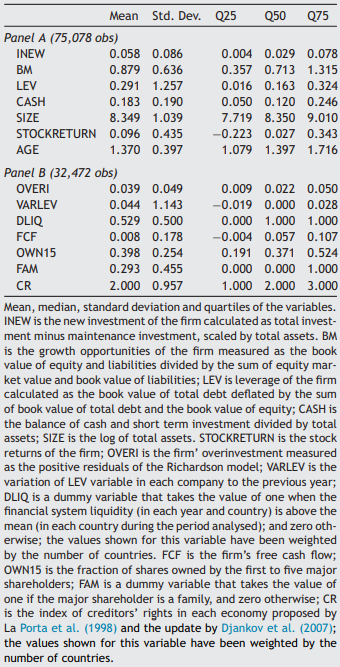 Mean Std. Dev. Q25 Q50 Q75
Panel A (75,078 obs)
INEW 0.058 0.086 0.004 0.029 0.078
BM 0.879 0.636 0.357 0.713 1.315
LEV 0.291 1.257 0.016 0.163 0.324
CASH 0.183 0.190 0.050 0.120 0.246
SIZE 8.349 1.039 7.719 8.350 9.010
STOCKRETURN 0.096 0.435 −0.223 0.027 0.343
AGE 1.370 0.397 1.079 1.397 1.716
Panel B (32,472 obs)
OVERI 0.039 0.049 0.009 0.022 0.050
VARLEV 0.044 1.143 −0.019 0.000 0.028
DLIQ 0.529 0.500 0.000 1.000 1.000
FCF 0.008 0.178 −0.004 0.057 0.107
OWN15 0.398 0.254 0.191 0.371 0.524
FAM 0.293 0.455 0.000 0.000 1.000
CR 2.000 0.957 1.000 2.000 3.000
Mean, median, standard deviation and quartiles of the variables.
INEW is the new investment of the firm calculated as total invest-
ment minus maintenance investment, scaled by total assets. BM
is the growth opportunities of the firm measured as the book
value of equity and liabilities divided by the sum of equity mar-
ket value and book value of liabilities; LEV is leverage of the firm
calculated as the book value of total debt deflated by the sum
of book value of total debt and the book value of equity; CASH is
the balance of cash and short term investment divided by total
assets; SIZE is the log of total assets. STOCKRETURN is the stock
returns of the firm; OVERI is the firm' overinvestment measured
as the positive residuals of the Richardson model; VARLEV is the
variation of LEV variable in each company to the previous year;
DLIQ is a dummy variable that takes the value of one when the
financial system liquidity (in each year and country) is above the
mean (in each country during the period analysed); and zero oth-
erwise; the values shown for this variable have been weighted
by the number of countries. FCF is the firm's free cash flow;
OWN15 is the fraction of shares owned by the first to five major
shareholders; FAM is a dummy variable that takes the value of
one if the major shareholder is a family, and zero otherwise; CR
is the index of creditors' rights in each economy proposed by
La Porta et al. (1998) and the update by Djankov et al. (2007);
the values shown for this variable have been weighted by the
number of countries.